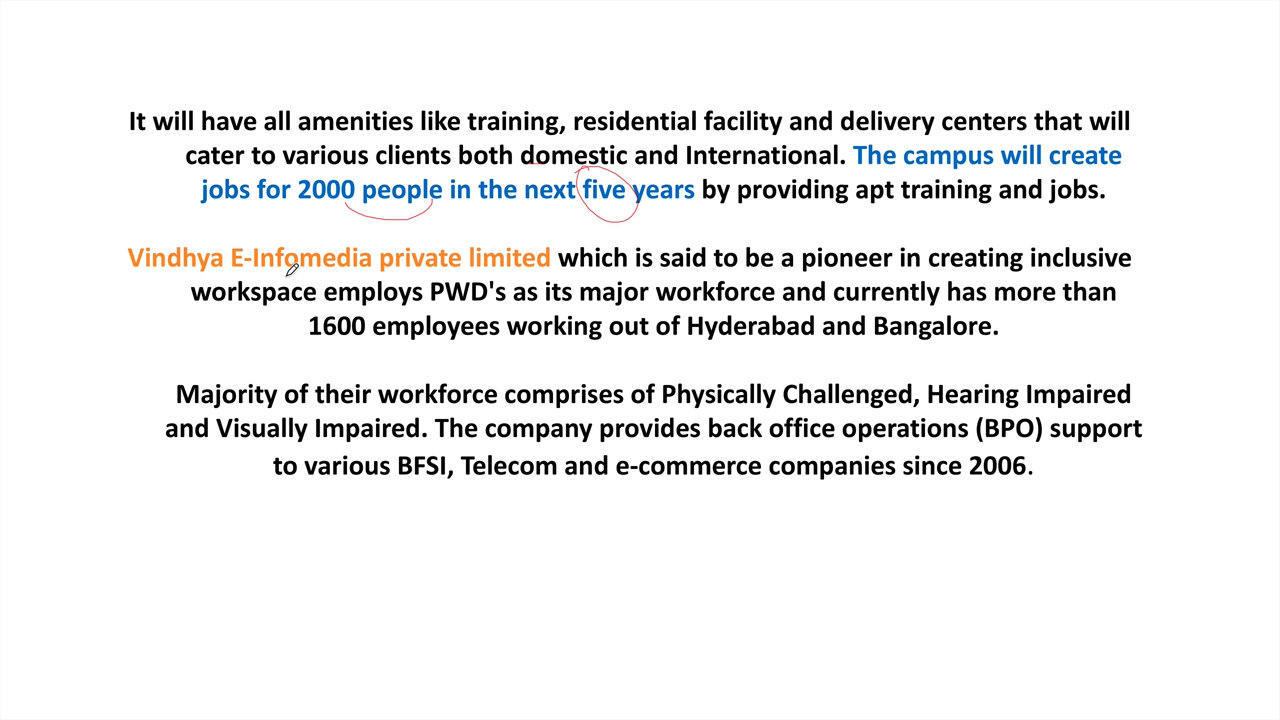 It will have all amenities like training, residential facility and delivery centers that will
cater to various clients both domestic and International. The campus will create
jobs for 2000 people in the next five years by providing apt training and jobs.
Vindhya E-Infomedia private limited which is said to be a pioneer in creating inclusive
workspace employs PWD's as its major workforce and currently has more than
1600 employees working out of Hyderabad and Bangalore.
Majority of their workforce comprises of Physically Challenged, Hearing Impaired
and Visually Impaired. The company provides back office operations (BPO) support
to various BFSI, Telecom and e-commerce companies since 2006.